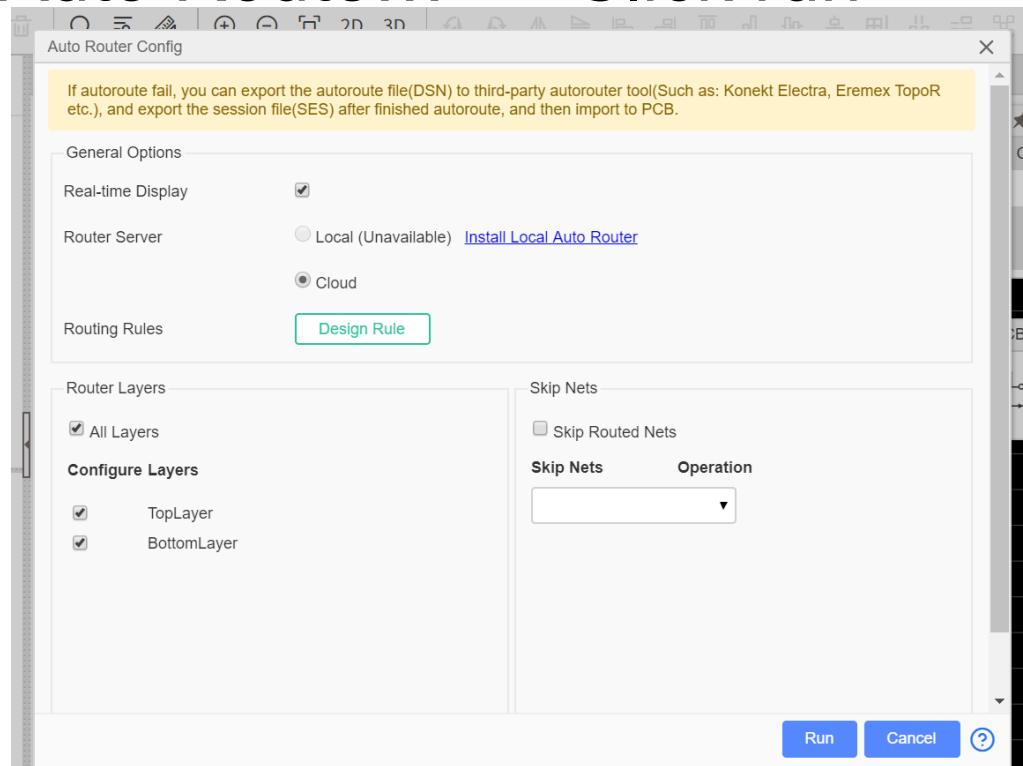 2D 3D
Auto Router Config
If autoroute fail, you can export the autoroute file(DSN) to third-party autorouter tool(Such as: Konekt Electra, Eremex TopoR
etc.), and export the session file(SES) after finished autoroute, and then import to PCB.
General Options
Real-time Display
Router Server
Local (Unavailable) Install Local Auto Router
Cloud
Routing Rules
Design Rule
Router Layers
All Layers
Configure Layers
TopLayer
BottomLayer
Skip Nets
Skip Routed Nets
Skip Nets Operation
Run Cancel